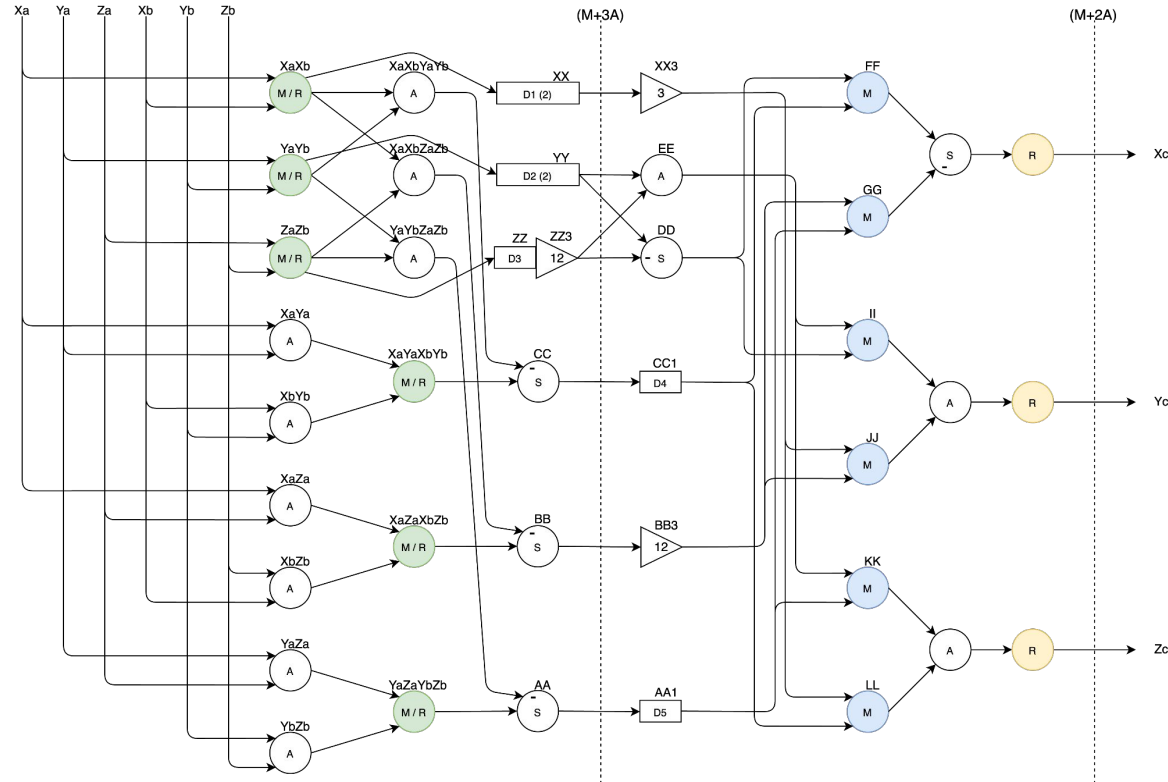 Xa Ya Za Xb Yb Zb
(M+3A) (M+2A)
XaXb XaXbYaYb XX XX3 FF
M / R A D1 (2) 3 M
YaYb XaXbZaZb YY EE
M / R A D2 (2) A S - R Xc
GG
M
ZaZb YaYbZaZb ZZ ZZ3 DD
M / R A D3 12 - S
XaYa II
A M
XaYaXbYb CC CC1
M / R - S D4
XbYb A R Yc
A
JJ
M
XaZa
A
XaZaXbZb BB BB3
M / R - S 12
XbZb KK
A M
YaZa
A A R Zc
YaZaYbZb AA AA1 LL
M / R - S D5 M
YbZb
A